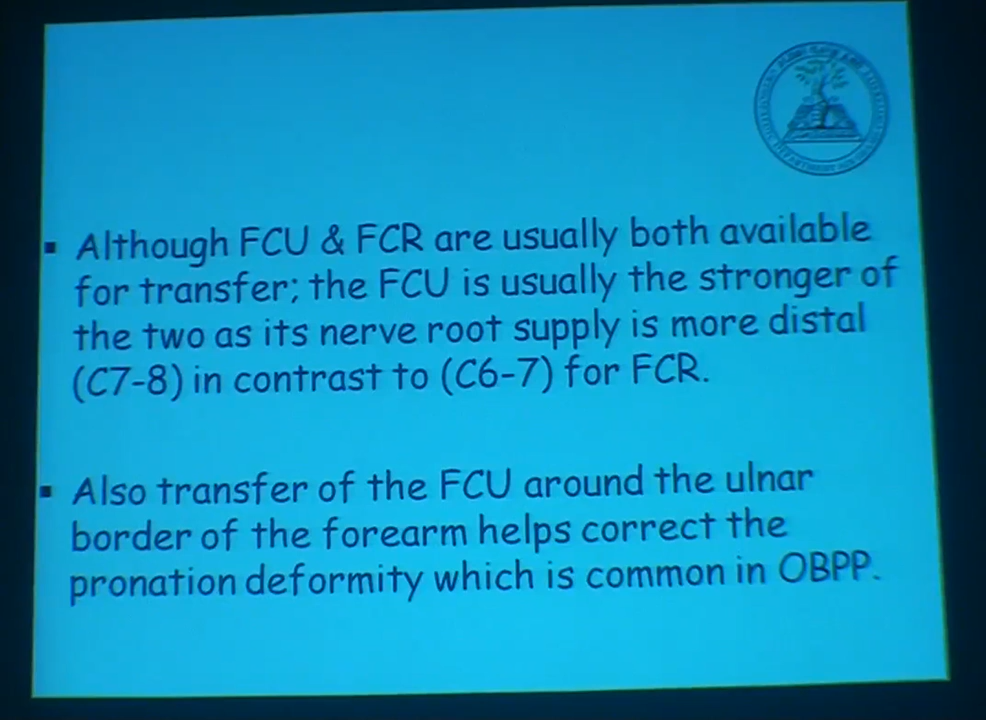 ▪ Although FCU & FCR are usually both available
for transfer; the FCU is usually the stronger of
the two as its nerve root supply is more distal
(C7-8) in contrast to (C6-7) for FCR.
▪ Also transfer of the FCU around the ulnar
border of the forearm helps correct the
pronation deformity which is common in OBPP.